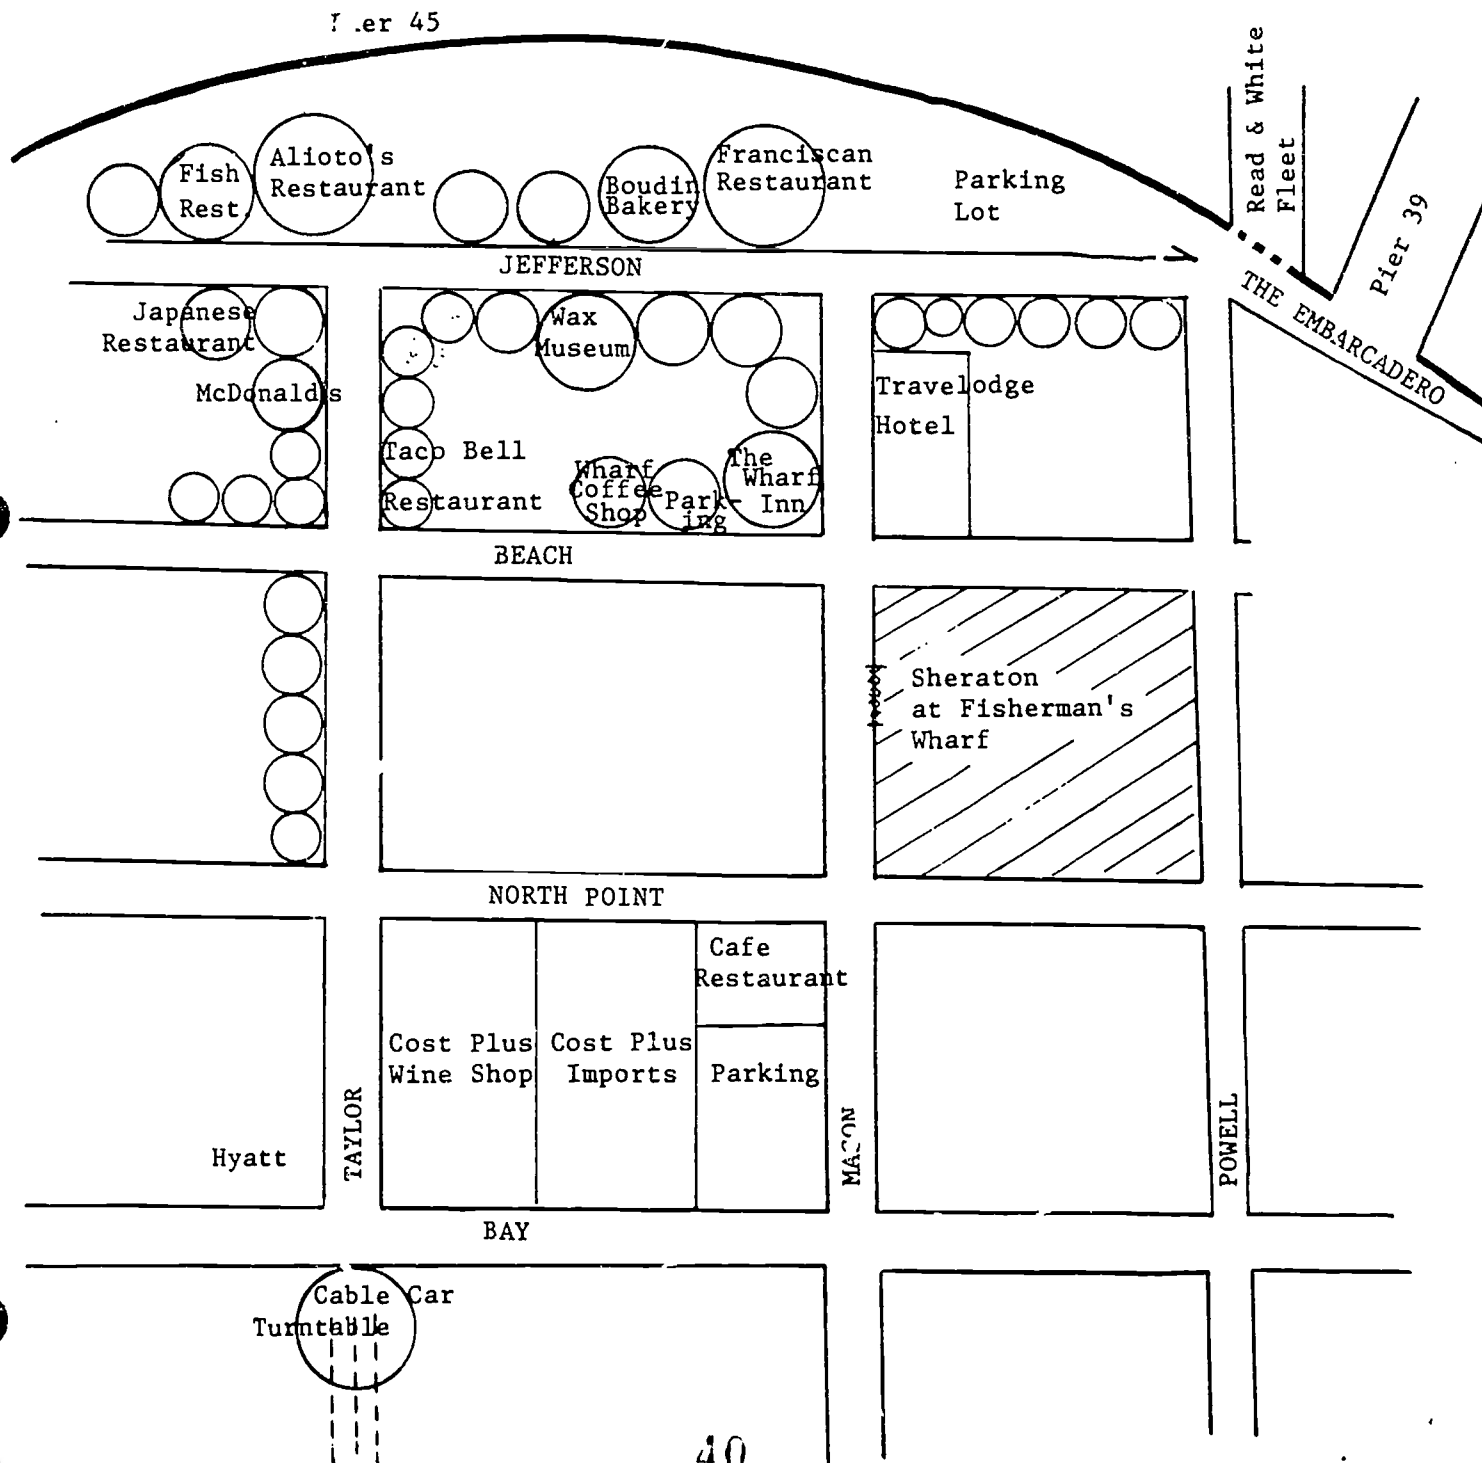 er 45
Read & White
Fleet
Fish
Rest.
Alioto's
Restaurant
Boudin
Bakery
Franciscan
Restaurant
Parking
Lot
Pier 39
JEFFERSON
THE EMBARCADERO
Japanese
Restaurant
McDonald's
Wax
Museum
Taco Bell
Restaurant
Wharf
Coffee
Shop
Park-
ing
The
Wharf
Inn
Travelodge
Hotel
BEACH
Sheraton
at Fisherman's
Wharf
NORTH POINT
Cafe
Restaurant
Cost Plus
Wine Shop
Cost Plus
Imports
Parking
Hyatt
TAYLOR
MASON
POWELL
BAY
Cable Car
Turntable
40